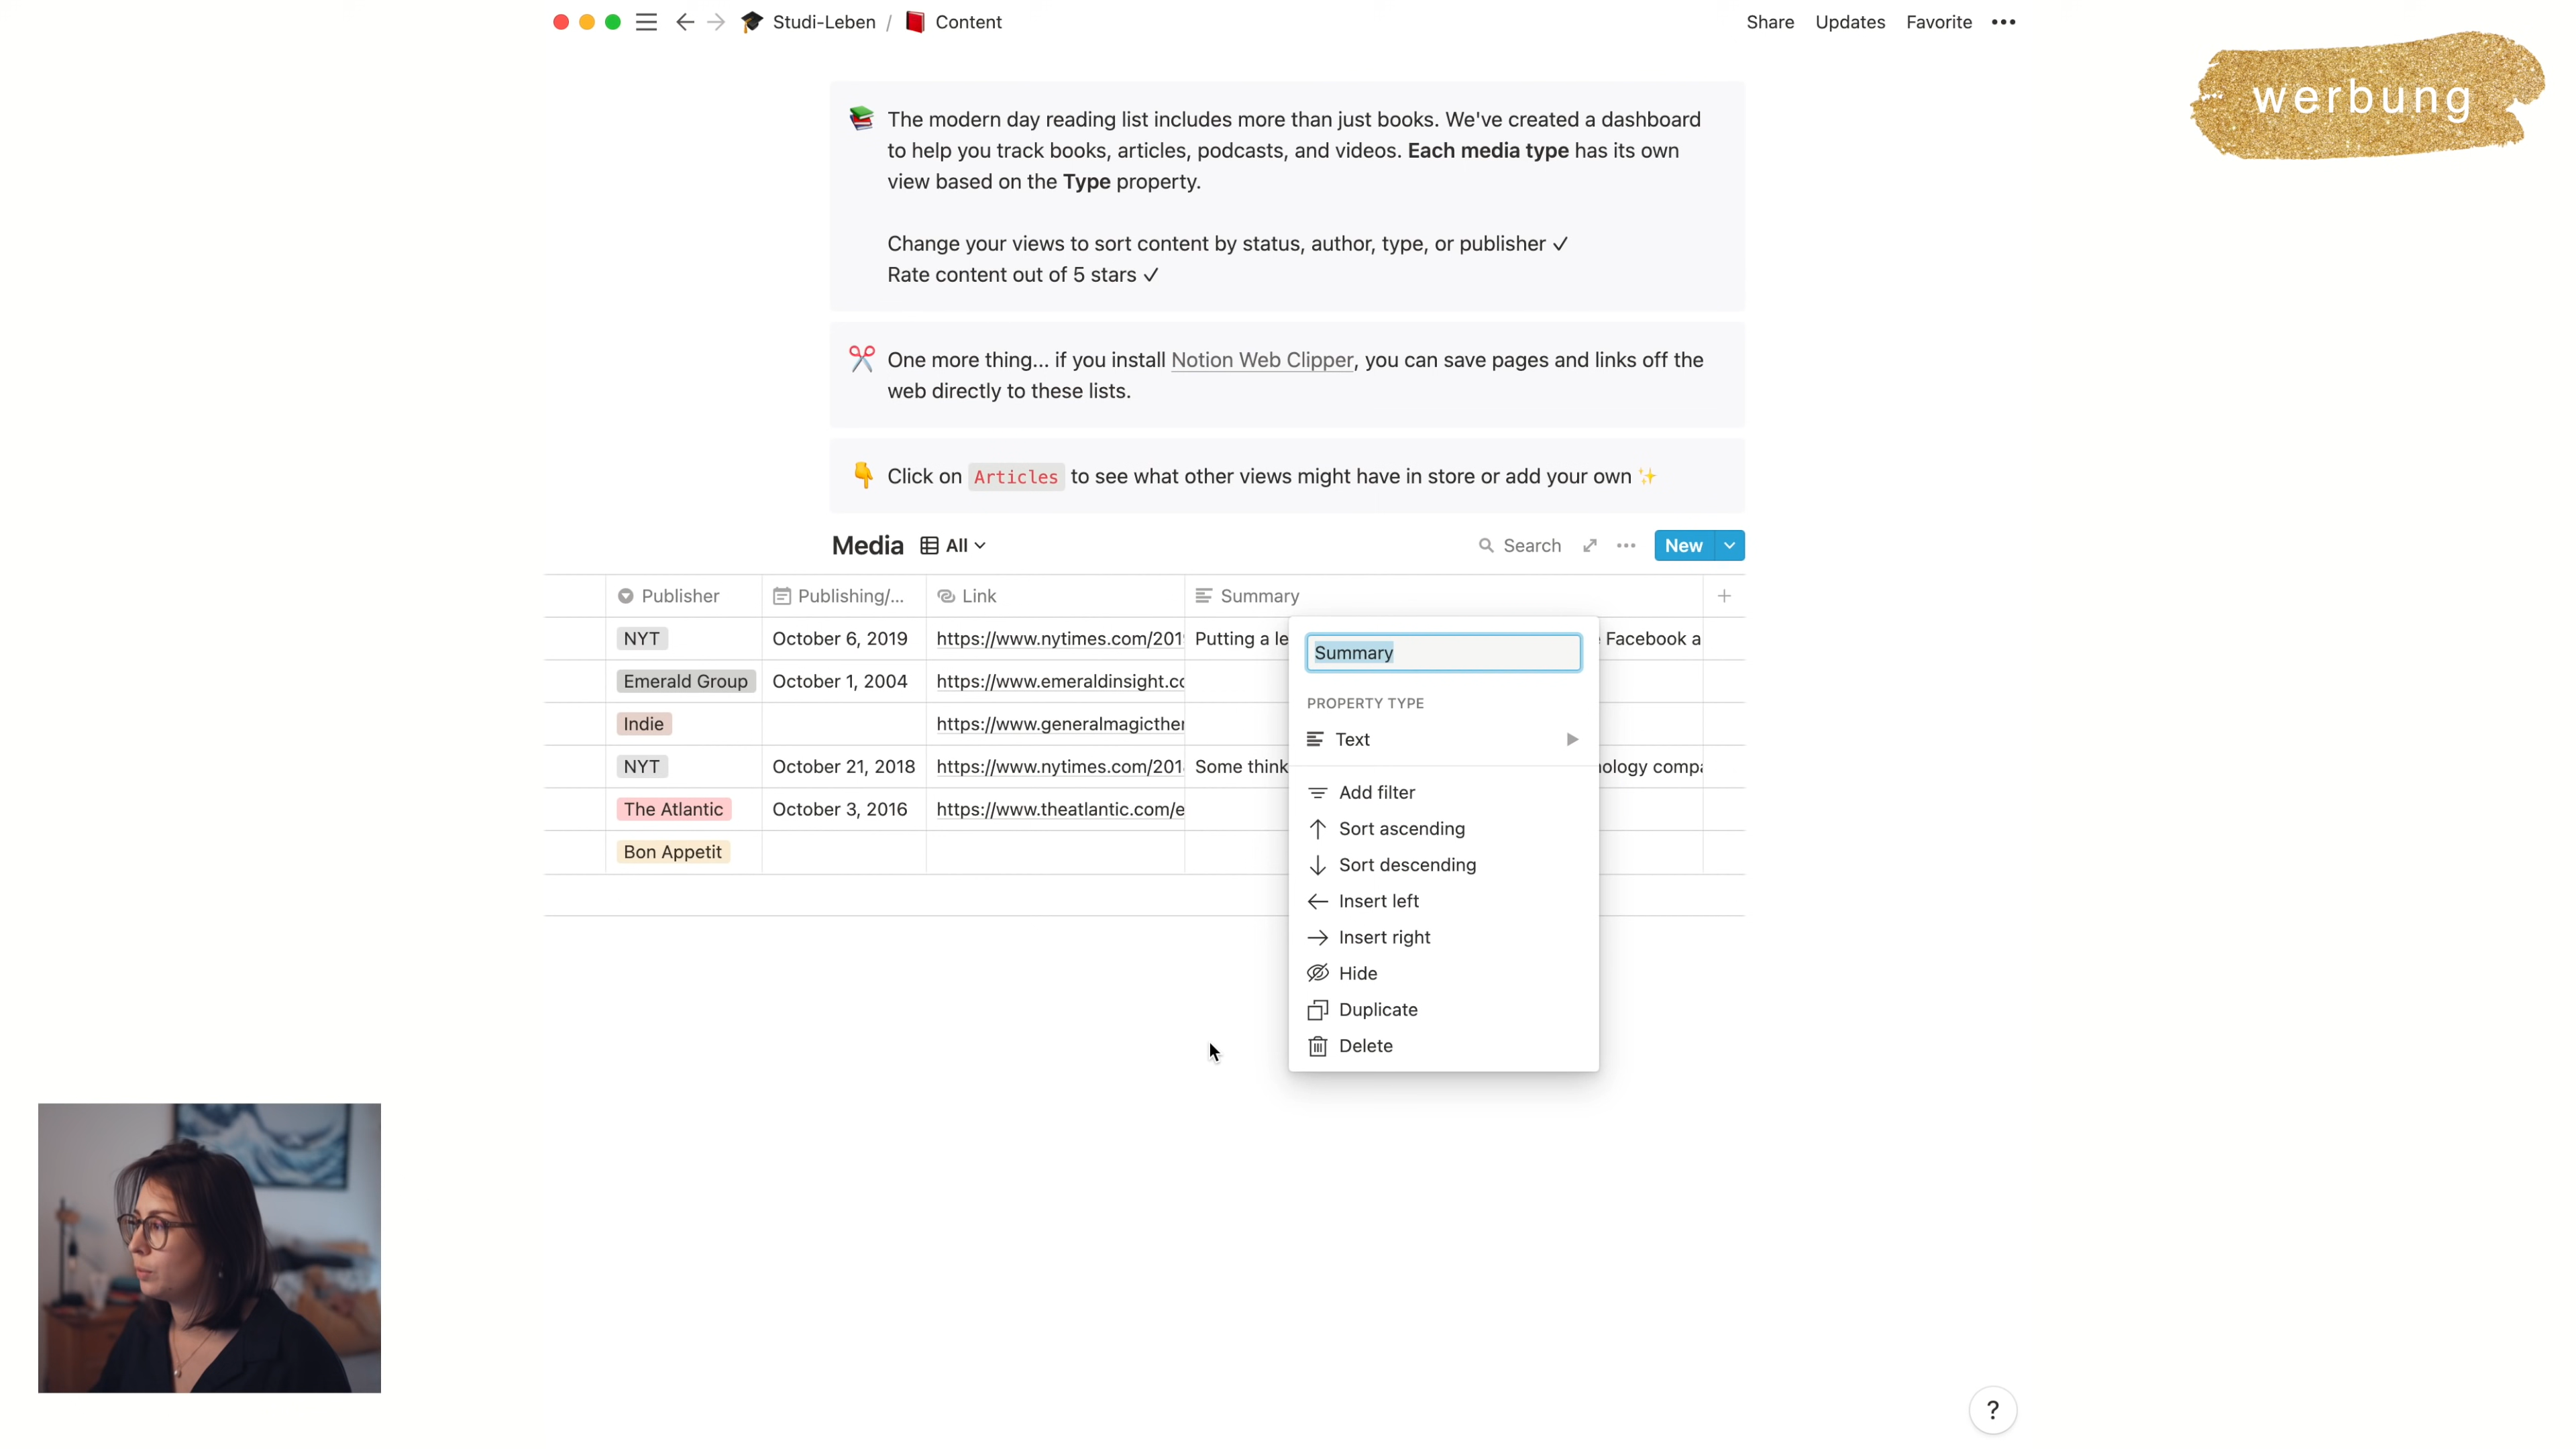 Studi-Leben / Content
Share Updates Favorite
werbung
The modern day reading list includes more than just books. We've created a dashboard
to help you track books, articles, podcasts, and videos. Each media type has its own
view based on the Type property.
Change your views to sort content by status, author, type, or publisher ✓
Rate content out of 5 stars ✓
One more thing... if you install Notion Web Clipper, you can save pages and links off the
web directly to these lists.
Click on Articles to see what other views might have in store or add your own
Media All
Search New
Publisher Publishing/... Link Summary
NYT October 6, 2019 https://www.nytimes.com/201 Putting a le Facebook a
Emerald Group October 1, 2004 https://www.emeraldinsight.co
Indie https://www.generalmagicthe
NYT October 21, 2018 https://www.nytimes.com/201 Some think ology compa
The Atlantic October 3, 2016 https://www.theatlantic.com/e
Bon Appetit
Summary
PROPERTY TYPE
Text
Add filter
Sort ascending
Sort descending
Insert left
Insert right
Hide
Duplicate
Delete
?